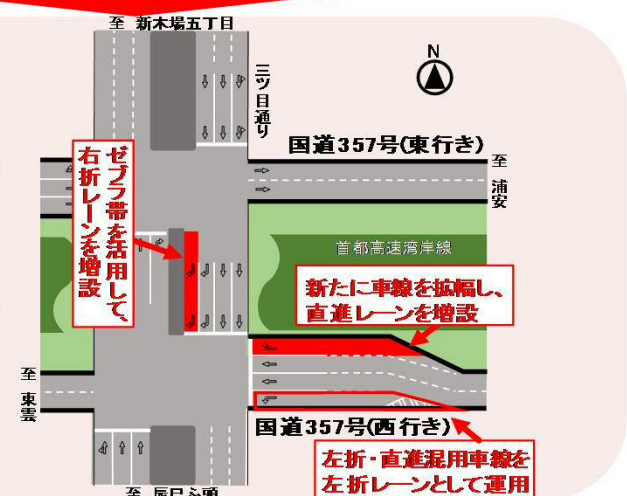 至 新木場五丁目
三ツ目通り
N
国道357号(東行き)
至 浦安
ゼブラ帯を活用して、
右折レーンを増設
首都高速湾岸線
新たに車線を拡幅し、
直進レーンを増設
至 東雲
国道357号(西行き)
左折・直進混用車線を
左折レーンとして運用
至 辰巳ふ頭